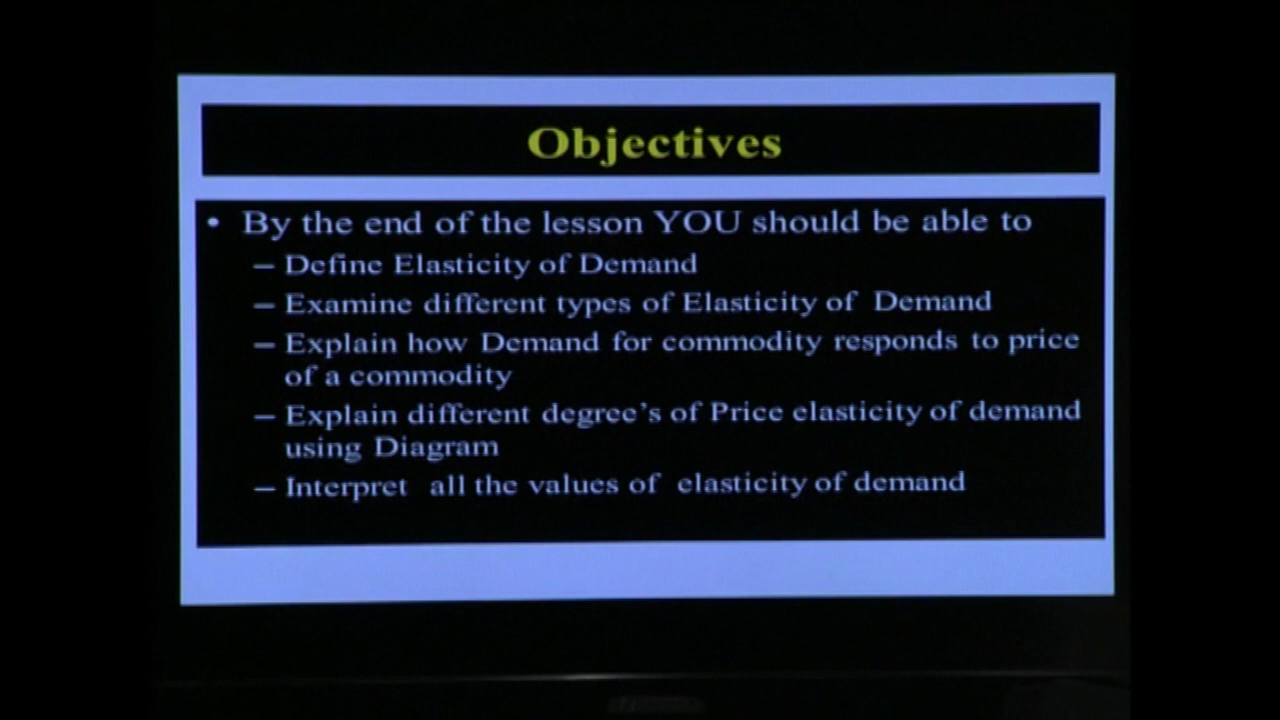 Objectives
• By the end of the lesson YOU should be able to
– Define Elasticity of Demand
– Examine different types of Elasticity of Demand
– Explain how Demand for commodity responds to price
of a commodity
– Explain different degree's of Price elasticity of demand
using Diagram
– Interpret all the values of elasticity of demand